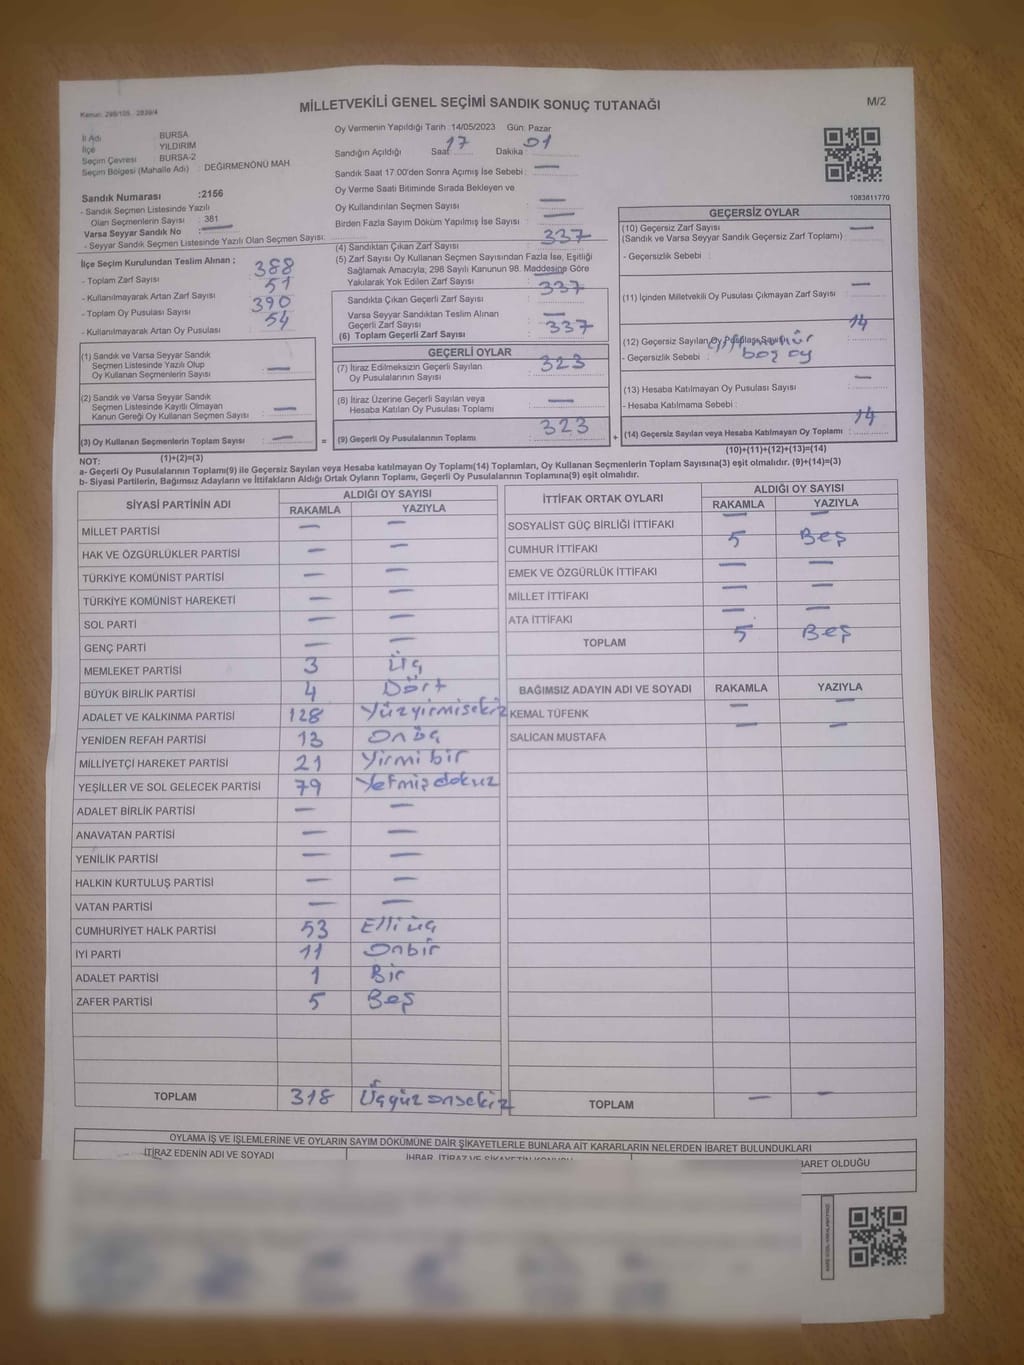 Kanun: 298/105 2839/4
MİLLETVEKİLİ GENEL SEÇİMİ SANDIK SONUÇ TUTANAĞI
M/2
İl Adı BURSA
İlçe YILDIRIM
Seçim Çevresi BURSA-2
Seçim Bölgesi (Mahalle Adı) : DEĞİRMENÖNÜ MAH.
Sandık Numarası :2156
- Sandık Seçmen Listesinde Yazılı
Olan Seçmenlerin Sayısı : 381
Varsa Seyyar Sandık No : —
- Seyyar Sandık Seçmen Listesinde Yazılı Olan Seçmen Sayısı:
Oy Vermenin Yapıldığı Tarih :14/05/2023 Gün: Pazar
Sandığın Açıldığı Saat 17 Dakika 01
Sandık Saat 17.00'den Sonra Açımış İse Sebebi : —
Oy Verme Saati Bitiminde Sırada Bekleyen ve
Oy Kullandırılan Seçmen Sayısı —
Birden Fazla Sayım Döküm Yapılmış İse Sayısı —
1083811770
İlçe Seçim Kurulundan Teslim Alınan ;
- Toplam Zarf Sayısı : 388
- Kullanılmayarak Artan Zarf Sayısı : 51
- Toplam Oy Pusulası Sayısı : 390
- Kullanılmayarak Artan Oy Pusulası : 54
(4) Sandıktan Çıkan Zarf Sayısı : 337
(5) Zarf Sayısı Oy Kullanan Seçmen Sayısından Fazla İse, Eşitliği
Sağlamak Amacıyla, 298 Sayılı Kanunun 98. Maddesine Göre
Yakılarak Yok Edilen Zarf Sayısı : —
Sandıkta Çıkan Geçerli Zarf Sayısı : 337
Varsa Seyyar Sandıktan Teslim Alınan
Geçerli Zarf Sayısı : —
(6) Toplam Geçerli Zarf Sayısı : 337
GEÇERSİZ OYLAR
(10) Geçersiz Zarf Sayısı
(Sandık ve Varsa Seyyar Sandık Geçersiz Zarf Toplamı) : —
- Geçersizlik Sebebi :
(11) İçinden Milletvekili Oy Pusulası Çıkmayan Zarf Sayısı : —
(12) Geçersiz Sayılan Oy Pusulası Sayısı : 14
- Geçersizlik Sebebi : boş oy
(13) Hesaba Katılmayan Oy Pusulası Sayısı : —
- Hesaba Katılmama Sebebi :
(14) Geçersiz Sayılan veya Hesaba Katılmayan Oy Toplamı : 14
(10)+(11)+(12)+(13)=(14)
(1) Sandık ve Varsa Seyyar Sandık
Seçmen Listesinde Yazılı Olup
Oy Kullanan Seçmenlerin Sayısı : —
(2) Sandık ve Varsa Seyyar Sandık
Seçmen Listesinde Kayıtlı Olmayan
Kanun Gereği Oy Kullanan Seçmen Sayısı : —
(3) Oy Kullanan Seçmenlerin Toplam Sayısı : — =
(1)+(2)=(3)
GEÇERLİ OYLAR
(7) İtiraz Edilmeksizin Geçerli Sayılan
Oy Pusulalarının Sayısı : 323
(8) İtiraz Üzerine Geçerli Sayılan veya
Hesaba Katılan Oy Pusulası Toplamı : —
(9) Geçerli Oy Pusulalarının Toplamı : 323 +
NOT:
a- Geçerli Oy Pusulalarının Toplamı(9) ile Geçersiz Sayılan veya Hesaba katılmayan Oy Toplamı(14) Toplamları, Oy Kullanan Seçmenlerin Toplam Sayısına(3) eşit olmalıdır. (9)+(14)=(3)
b- Siyasi Partilerin, Bağımsız Adayların ve İttifakların Aldığı Ortak Oyların Toplamı, Geçerli Oy Pusulalarının Toplamına(9) eşit olmalıdır.
SİYASİ PARTİNİN ADI ALDIĞI OY SAYISI
RAKAMLA YAZIYLA
MİLLET PARTİSİ — —
HAK VE ÖZGÜRLÜKLER PARTİSİ — —
TÜRKİYE KOMÜNİST PARTİSİ — —
TÜRKİYE KOMÜNİST HAREKETİ — —
SOL PARTİ — —
GENÇ PARTİ — —
MEMLEKET PARTİSİ 3 Üç
BÜYÜK BİRLİK PARTİSİ 4 Dört
ADALET VE KALKINMA PARTİSİ 128 Yüzyirmisekiz
YENİDEN REFAH PARTİSİ 13 Onüç
MİLLİYETÇİ HAREKET PARTİSİ 21 Yirmi bir
YEŞİLLER VE SOL GELECEK PARTİSİ 79 Yetmiş dokuz
ADALET BİRLİK PARTİSİ — —
ANAVATAN PARTİSİ — —
YENİLİK PARTİSİ — —
HALKIN KURTULUŞ PARTİSİ — —
VATAN PARTİSİ — —
CUMHURİYET HALK PARTİSİ 53 Elli üç
İYİ PARTİ 11 Onbir
ADALET PARTİSİ 1 Bir
ZAFER PARTİSİ 5 Beş
TOPLAM 318 Üçyüz onsekiz
İTTİFAK ORTAK OYLARI ALDIĞI OY SAYISI
RAKAMLA YAZIYLA
SOSYALİST GÜÇ BİRLİĞİ İTTİFAKI — —
CUMHUR İTTİFAKI 5 Beş
EMEK VE ÖZGÜRLÜK İTTİFAKI — —
MİLLET İTTİFAKI — —
ATA İTTİFAKI — —
TOPLAM 5 Beş
BAĞIMSIZ ADAYIN ADI VE SOYADI RAKAMLA YAZIYLA
KEMAL TÜFENK — —
SALİCAN MUSTAFA — —
TOPLAM — —
OYLAMA İŞ VE İŞLEMLERİNE VE OYLARIN SAYIM DÖKÜMÜNE DAİR ŞİKAYETLERLE BUNLARA AİT KARARLARIN NELERDEN İBARET BULUNDUKLARI
İTİRAZ EDENİN ADI VE SOYADI
İHBAR, İTİRAZ VE ŞİKAYETİN KONUSU
BARET OLDUĞU